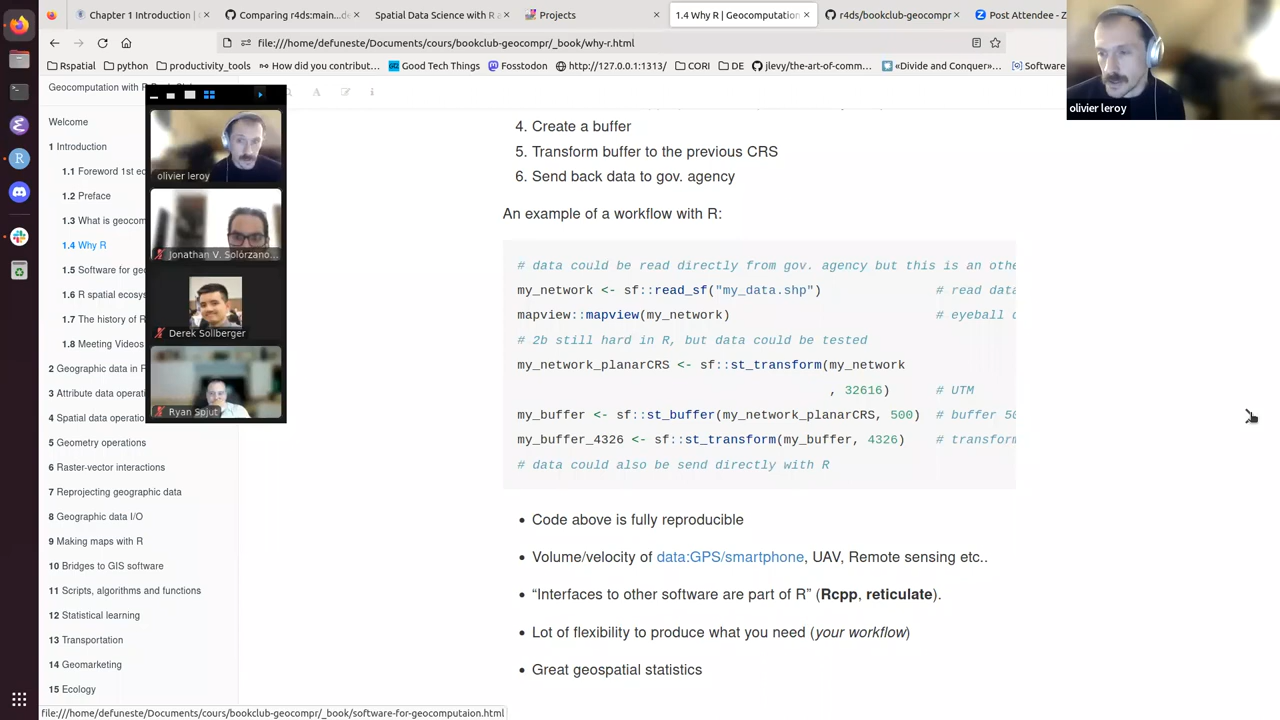 Chapter 1 Introduction |
Comparing r4ds:main...de
Spatial Data Science with R a
Projects
1.4 Why R | Geocomputation
r4ds/bookclub-geocompr
Post Attendee - Z
file:///home/defuneste/Documents/cours/bookclub-geocompr/_book/why-r.html
Rspatial
python
productivity_tools
How did you contribut...
Good Tech Things
Fosstodon
http://127.0.0.1:1313/
CORI
DE
jlevy/the-art-of-comm...
«Divide and Conquer»...
[Software
olivier leroy
Geocomputation with R
Welcome
1 Introduction
1.1 Foreword 1st ed
1.2 Preface
1.3 What is geocom
1.4 Why R
1.5 Software for geo
1.6 R spatial ecosys
1.7 The history of R
1.8 Meeting Videos
2 Geographic data in R
3 Attribute data operatio
4 Spatial data operatio
5 Geometry operations
6 Raster-vector interactions
7 Reprojecting geographic data
8 Geographic data I/O
9 Making maps with R
10 Bridges to GIS software
11 Scripts, algorithms and functions
12 Statistical learning
13 Transportation
14 Geomarketing
15 Ecology
olivier leroy
Jonathan V. Solórzano...
Derek Sollberger
Ryan Spjut
4. Create a buffer
5. Transform buffer to the previous CRS
6. Send back data to gov. agency
An example of a workflow with R:
# data could be read directly from gov. agency but this is an othe
my_network <- sf::read_sf("my_data.shp") # read data
mapview::mapview(my_network) # eyeball
# 2b still hard in R, but data could be tested
my_network_planarCRS <- sf::st_transform(my_network
, 32616) # UTM
my_buffer <- sf::st_buffer(my_network_planarCRS, 500) # buffer 50
my_buffer_4326 <- sf::st_transform(my_buffer, 4326) # transform
# data could also be send directly with R
• Code above is fully reproducible
• Volume/velocity of data:GPS/smartphone, UAV, Remote sensing etc..
• “Interfaces to other software are part of R” (Rcpp, reticulate).
• Lot of flexibility to produce what you need (your workflow)
• Great geospatial statistics
file:///home/defuneste/Documents/cours/bookclub-geocompr/_book/software-for-geocomputaion.html